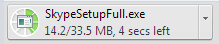 SkypeSetupFull.exe
14.2/33.5 MB, 4 secs left